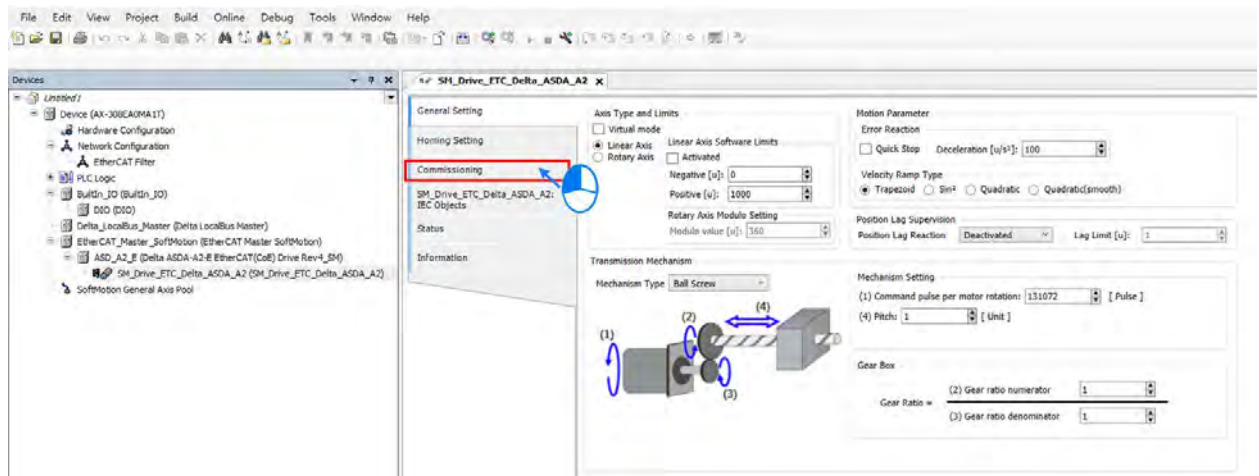 File Edit View Project Build Online Debug Tools Window Help
Devices
SM_Drive_ETC_Delta_ASDA_A2
Untitled1
Device (AX-308EA0MA1T)
Hardware Configuration
Network Configuration
EtherCAT Filter
PLC Logic
BuiltIn_IO (BuiltIn_IO)
DIO (DIO)
Delta_LocalBus_Master (Delta LocalBus Master)
EtherCAT_Master_SoftMotion (EtherCAT Master SoftMotion)
ASD_A2_E (Delta ASDA-A2-E EtherCAT(CoE) Drive Rev4_SM)
SM_Drive_ETC_Delta_ASDA_A2 (SM_Drive_ETC_Delta_ASDA_A2)
SoftMotion General Axis Pool
General Setting
Homing Setting
Commissioning
SM_Drive_ETC_Delta_ASDA_A2:
IEC Objects
Status
Information
Axis Type and Limits
Virtual mode
Linear Axis
Rotary Axis
Linear Axis Software Limits
Activated
Negative [u]: 0
Positive [u]: 1000
Rotary Axis Modulo Setting
Modulo value [u]: 360
Motion Parameter
Error Reaction
Quick Stop Deceleration [u/s²]: 100
Velocity Ramp Type
Trapezoid Sin² Quadratic Quadratic(smooth)
Position Lag Supervision
Position Lag Reaction Deactivated Lag Limit [u]: 1
Transmission Mechanism
Mechanism Type Ball Screw
(1)
(2)
(4)
(3)
Mechanism Setting
(1) Command pulse per motor rotation: 131072 [ Pulse ]
(4) Pitch: 1 [ Unit ]
Gear Box
Gear Ratio =
(2) Gear ratio numerator 1
(3) Gear ratio denominator 1